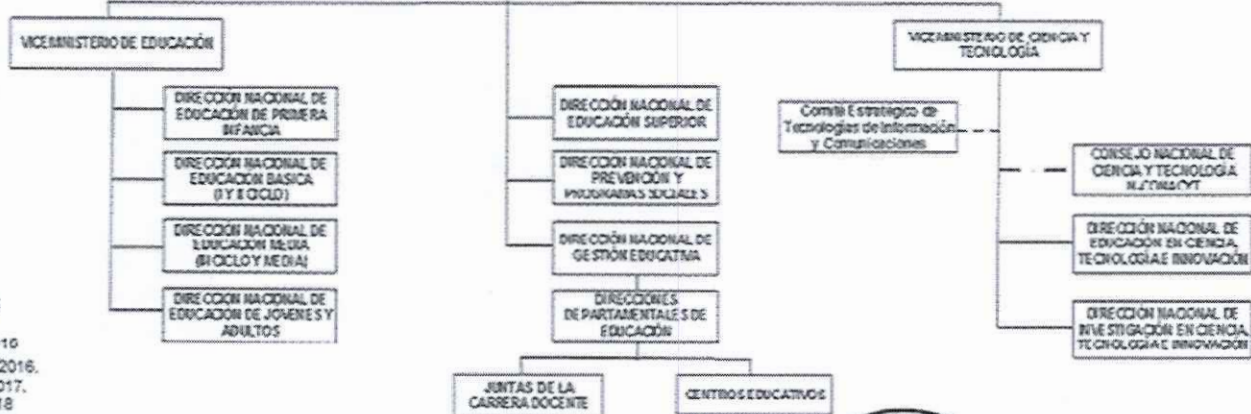 VICEMINISTERIO DE EDUCACIÓN
DIRECCIÓN NACIONAL DE
EDUCACIÓN DE PRIMERA
INFANCIA
DIRECCIÓN NACIONAL DE
EDUCACIÓN BASICA
(I Y II CICLO)
DIRECCIÓN NACIONAL DE
EDUCACIÓN MEDIA
(III CICLO Y MEDIA)
DIRECCIÓN NACIONAL DE
EDUCACIÓN DE JOVENES Y
ADULTOS
DIRECCIÓN NACIONAL DE
EDUCACIÓN SUPERIOR
DIRECCIÓN NACIONAL DE
PREVENCIÓN Y
PROGRAMAS SOCIALES
DIRECCIÓN NACIONAL DE
GESTIÓN EDUCATIVA
DIRECCIONES
DEPARTAMENTALES DE
EDUCACIÓN
JUNTAS DE LA
CARRERA DOCENTE
CENTROS EDUCATIVOS
VICEMINISTERIO DE CIENCIA Y
TECNOLOGÍA
Comité Estratégico de
Tecnologías de Información
y Comunicaciones
CONSEJO NACIONAL DE
CIENCIA Y TECNOLOGÍA
N-CONACYT
DIRECCIÓN NACIONAL DE
EDUCACIÓN EN CIENCIA,
TECNOLOGÍA E INNOVACIÓN
DIRECCIÓN NACIONAL DE
INVESTIGACIÓN EN CIENCIA,
TECNOLOGÍA E INNOVACIÓN
2016.